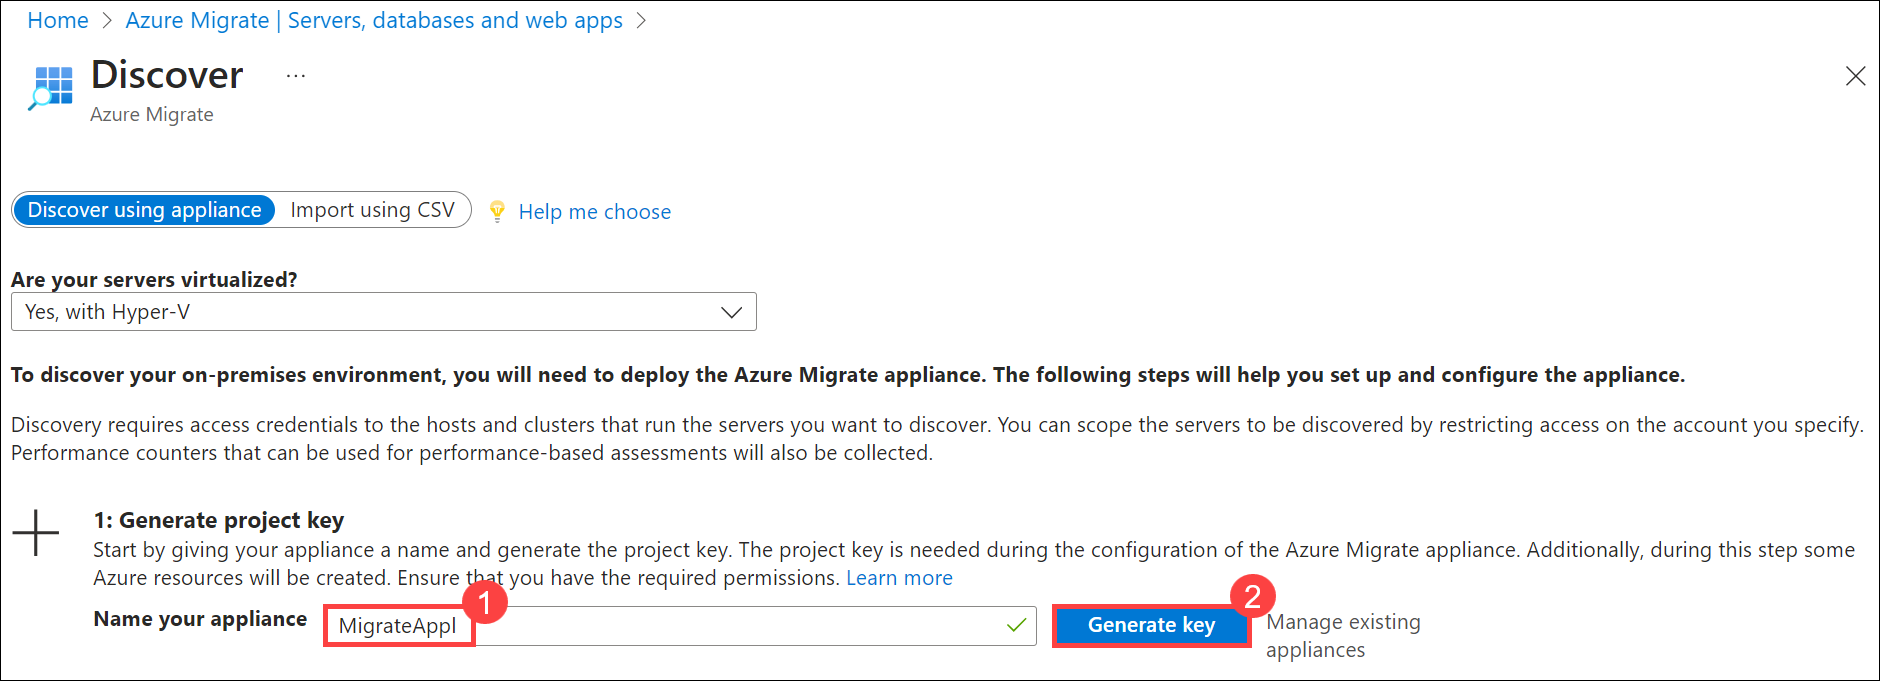 Home > Azure Migrate | Servers, databases and web apps >
Discover ...
Azure Migrate
Discover using appliance Import using CSV Help me choose
Are your servers virtualized?
Yes, with Hyper-V
To discover your on-premises environment, you will need to deploy the Azure Migrate appliance. The following steps will help you set up and configure the appliance.
Discovery requires access credentials to the hosts and clusters that run the servers you want to discover. You can scope the servers to be discovered by restricting access on the account you specify.
Performance counters that can be used for performance-based assessments will also be collected.
1: Generate project key
Start by giving your appliance a name and generate the project key. The project key is needed during the configuration of the Azure Migrate appliance. Additionally, during this step some
Azure resources will be created. Ensure that you have the required permissions. Learn more
1 2
Name your appliance MigrateAppl Generate key Manage existing
appliances